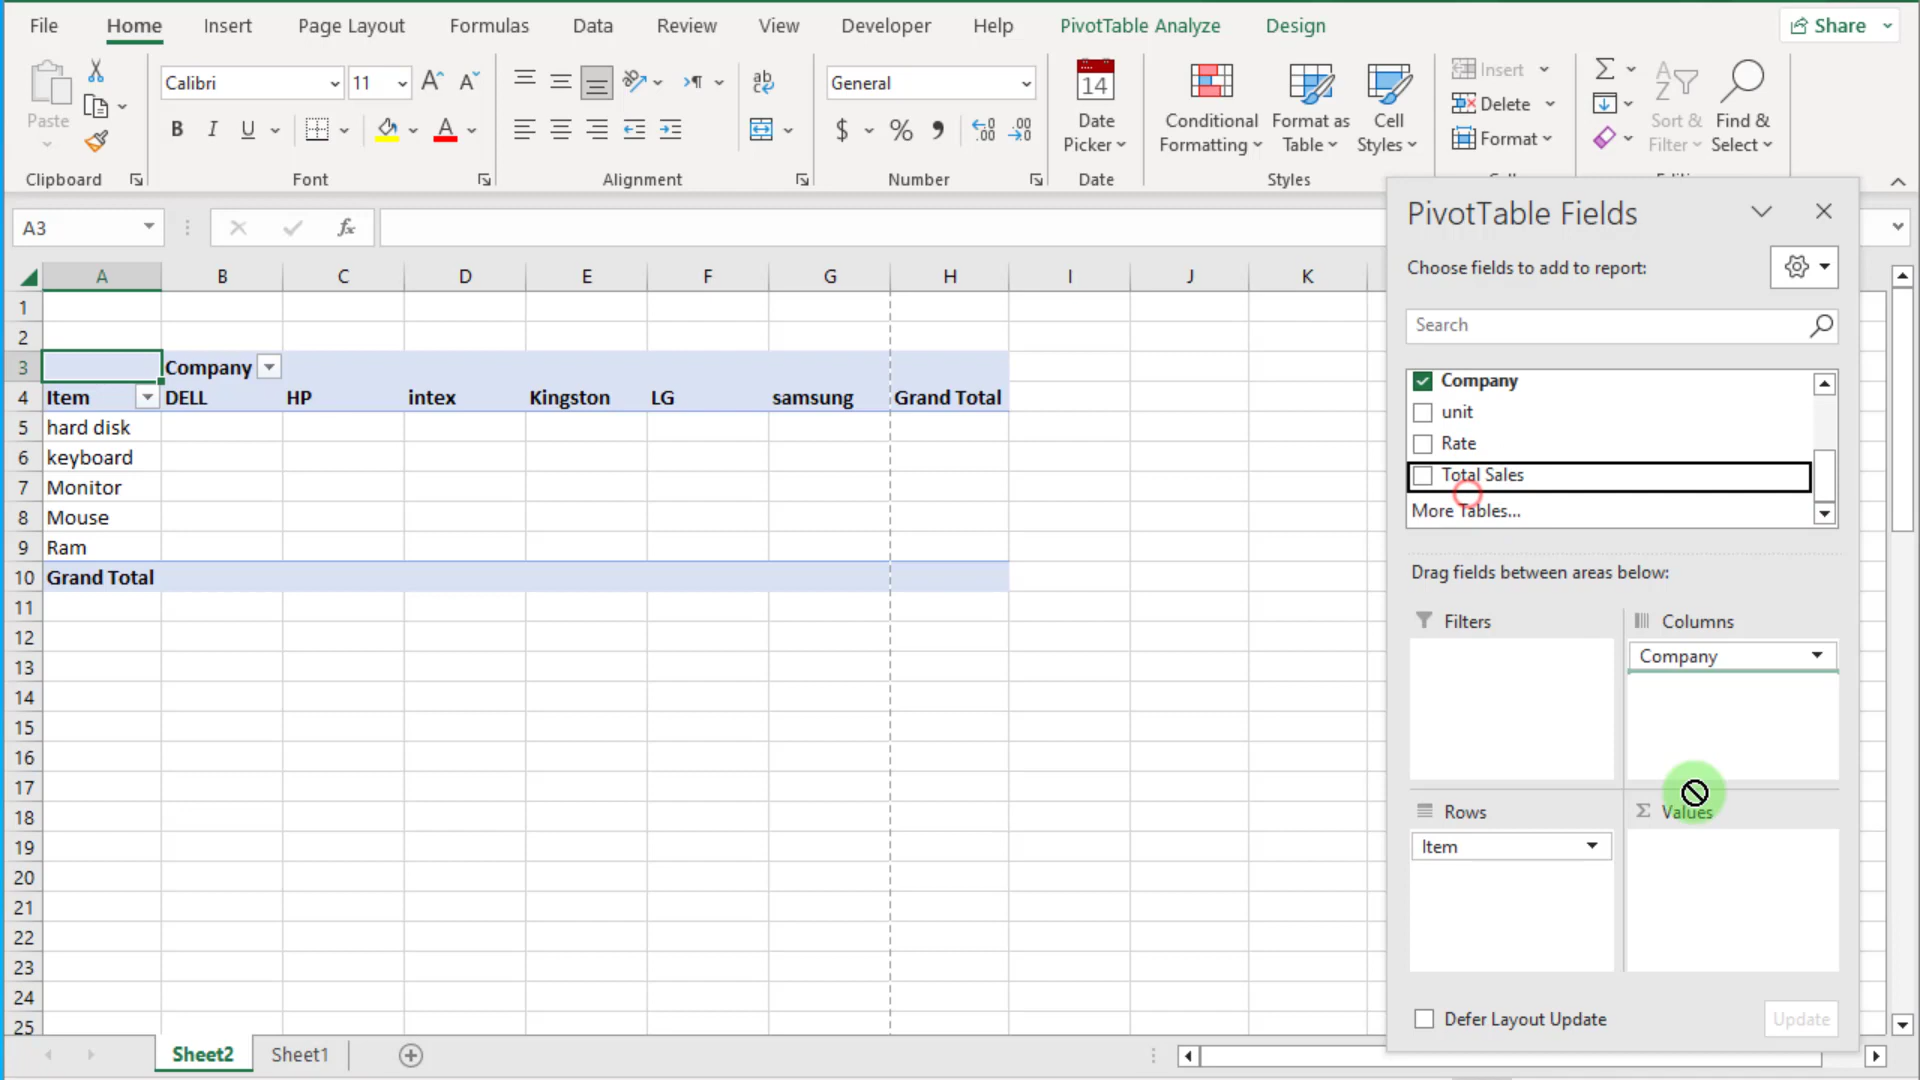 File Home Insert Page Layout Formulas Data Review View Developer Help PivotTable Analyze Design Share
Paste
Clipboard
Calibri 11
B I U
Font
Alignment
General
$ % 9
Number
14
Date Picker
Date
Conditional Formatting
Format as Table
Cell Styles
Styles
Insert
Delete
Format
Sort & Filter
Find & Select
A3
fx
A B C D E F G H I J K
1
2
3 Company
4 Item DELL HP intex Kingston LG samsung Grand Total
5 hard disk
6 keyboard
7 Monitor
8 Mouse
9 Ram
10 Grand Total
11
12
13
14
15
16
17
18
19
20
21
22
23
24
25
Sheet2 Sheet1
PivotTable Fields
Choose fields to add to report:
Search
Company
unit
Rate
Total Sales
More Tables...
Drag fields between areas below:
Filters
Columns
Company
Rows
Item
Σ Values
Defer Layout Update
Update